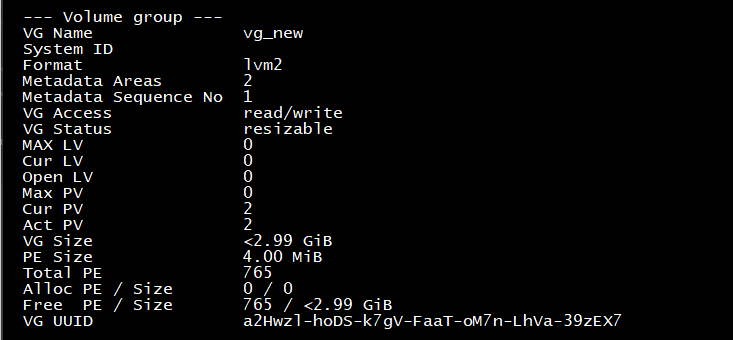 --- Volume group ---
VG Name vg_new
System ID
Format lvm2
Metadata Areas 2
Metadata Sequence No 1
VG Access read/write
VG Status resizable
MAX LV 0
Cur LV 0
Open LV 0
Max PV 0
Cur PV 2
Act PV 2
VG Size <2.99 GiB
PE Size 4.00 MiB
Total PE 765
Alloc PE / Size 0 / 0
Free  PE / Size 765 / <2.99 GiB
VG UUID a2Hwzl-hoDS-k7gV-FaaT-oM7n-LhVa-39zEX7